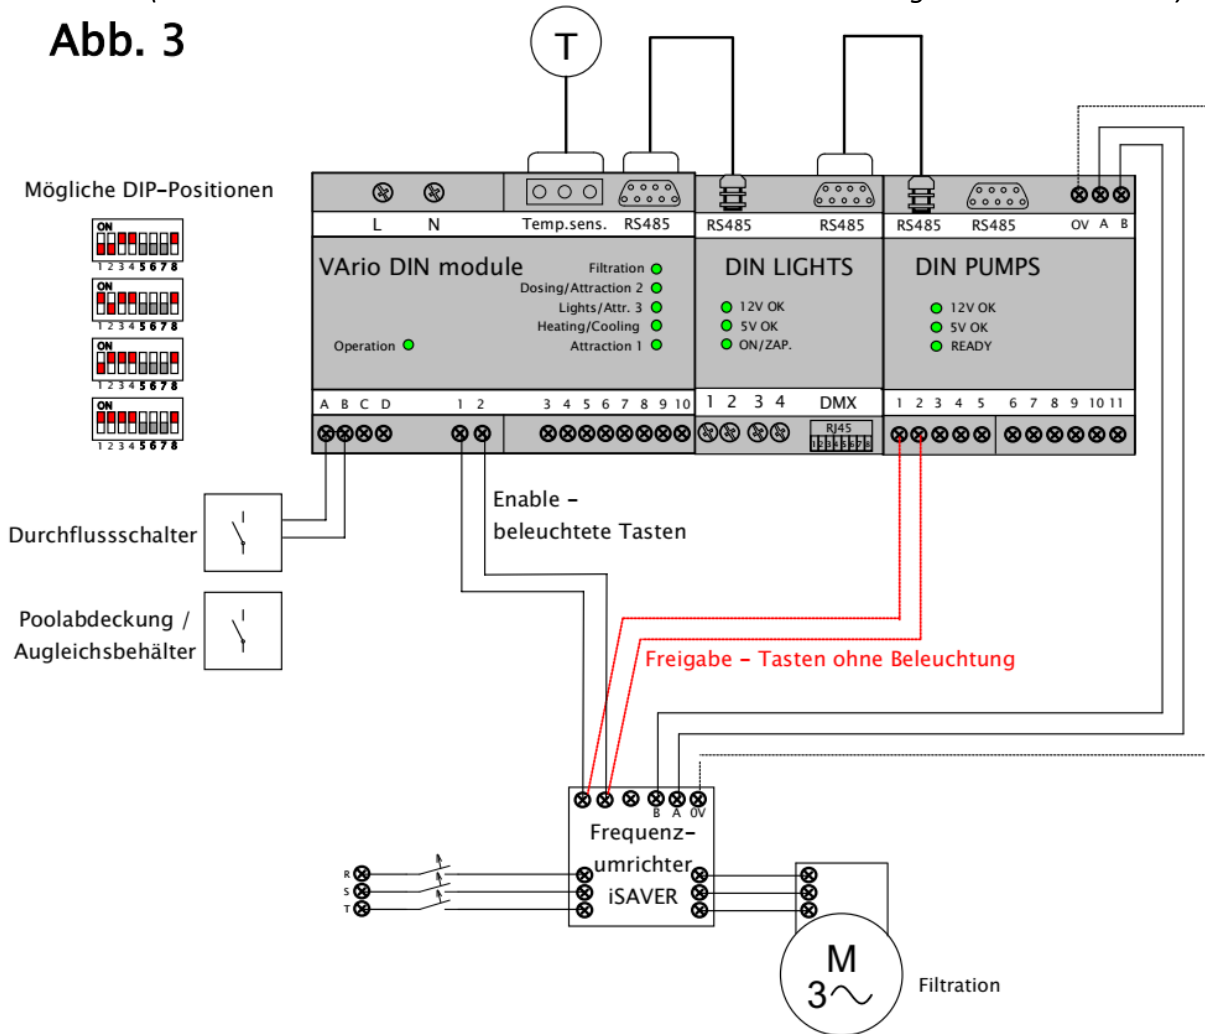 Abb. 3
T
Mögliche DIP-Positionen
ON
1 2 3 4 5 6 7 8
ON
1 2 3 4 5 6 7 8
ON
1 2 3 4 5 6 7 8
ON
1 2 3 4 5 6 7 8
L N Temp.sens. RS485 RS485 RS485 RS485 RS485 0V A B
VArio DIN module
Filtration
Dosing/Attraction 2
Lights/Attr. 3
Heating/Cooling
Operation Attraction 1
DIN LIGHTS
12V OK
5V OK
ON/ZAP.
DIN PUMPS
12V OK
5V OK
READY
A B C D 1 2 3 4 5 6 7 8 9 10 1 2 3 4 DMX 1 2 3 4 5 6 7 8 9 10 11
RJ45
1 2 3 4 5 6 7 8
Durchflussschalter
Enable -
beleuchtete Tasten
Poolabdeckung /
Augleichsbehälter
Freigabe - Tasten ohne Beleuchtung
B A 0V
Frequenz-
umrichter
iSAVER
R
S
T
M
3
Filtration